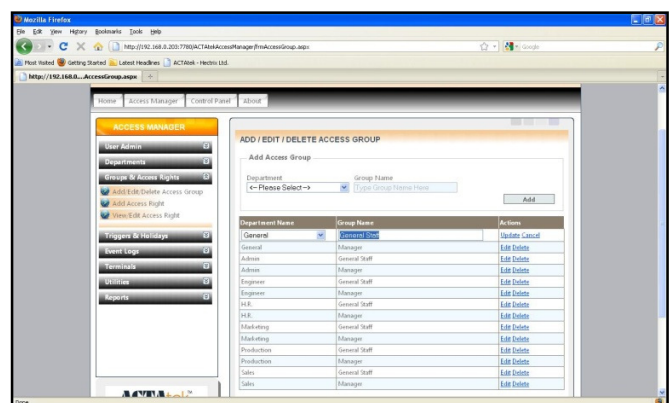 Mozilla Firefox
File Edit View History Bookmarks Tools Help
http://192.168.0.203:7780/ACTAtekAccessManager/frmAccessGroup.aspx
Google
Most Visited Getting Started Latest Headlines ACTAtek - Hectrix Ltd.
http://192.168.0....AccessGroup.aspx
Home Access Manager Control Panel About
ACCESS MANAGER
User Admin
Departments
Groups & Access Rights
Add/Edit/Delete Access Group
Add Access Right
View/Edit Access Right
Triggers & Holidays
Event Logs
Terminals
Utilities
Reports
ACTAtek™
ADD / EDIT / DELETE ACCESS GROUP
Add Access Group
Department Group Name
<-- Please Select--> Type Group Name Here
Add
Department Name Group Name Actions
General General Staff Update Cancel
General Manager Edit Delete
Admin General Staff Edit Delete
Admin Manager Edit Delete
Engineer General Staff Edit Delete
Engineer Manager Edit Delete
H.R. General Staff Edit Delete
H.R. Manager Edit Delete
Marketing General Staff Edit Delete
Marketing Manager Edit Delete
Production General Staff Edit Delete
Production Manager Edit Delete
Sales General Staff Edit Delete
Sales Manager Edit Delete
Done